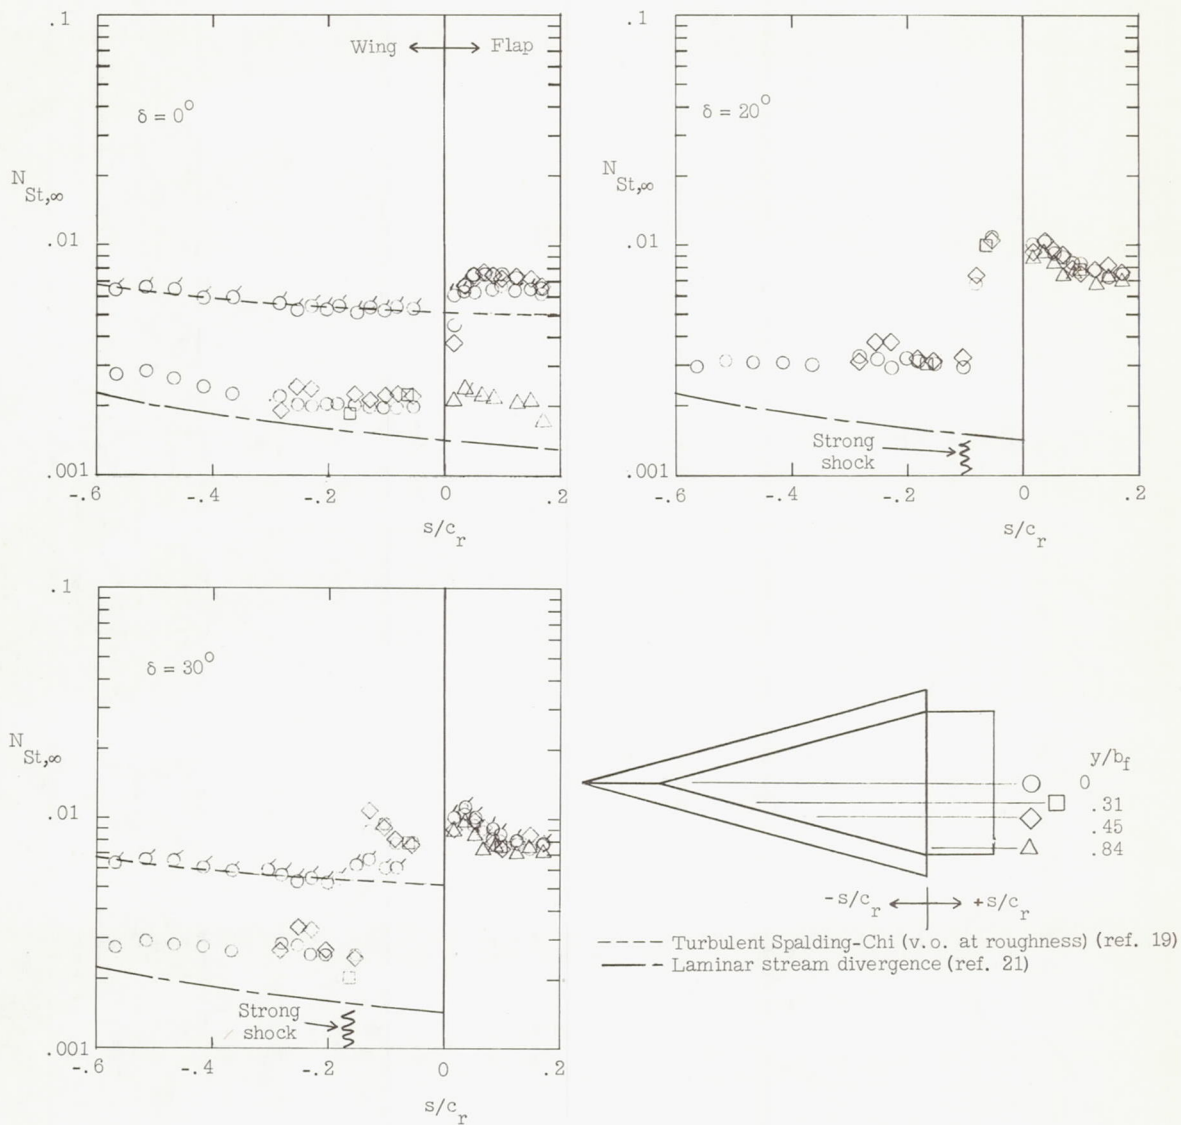 .1
Wing
Flap
δ = 0°
N St,∞
.01
.001
-.6
-.4
-.2
0
.2
s/c r
.1
δ = 20°
N St,∞
.01
Strong
shock
.001
-.6
-.4
-.2
0
.2
s/c r
.1
δ = 30°
N St,∞
.01
Strong
shock
.001
-.6
-.4
-.2
0
.2
s/c r
y/b f
0
.31
.45
.84
-s/c r
+s/c r
Turbulent Spalding-Chi (v.o. at roughness) (ref. 19)
Laminar stream divergence (ref. 21)